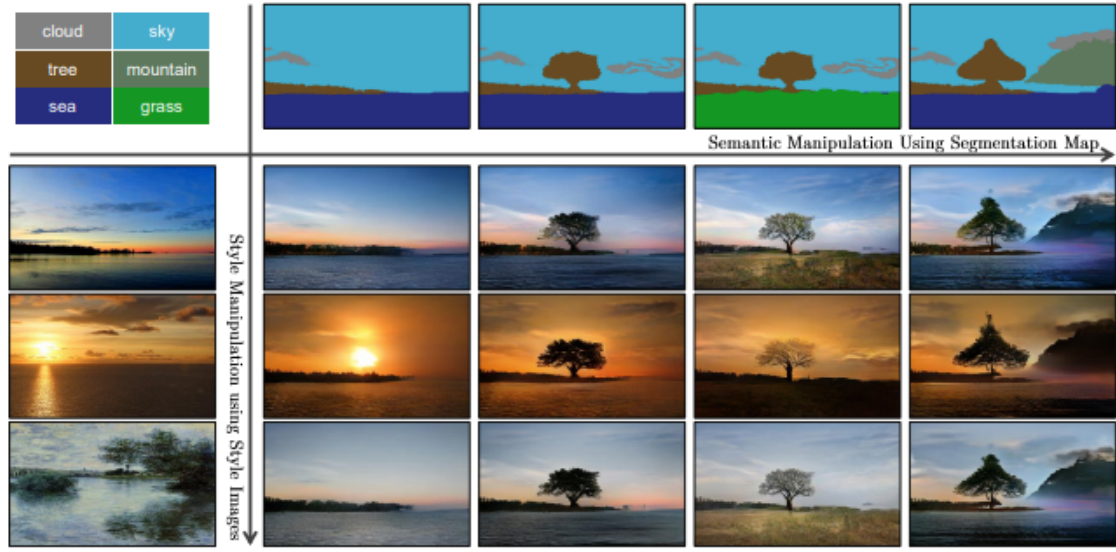 cloud sky
tree mountain
sea grass
Semantic Manipulation Using Segmentation Map
Style Manipulation using Style Images